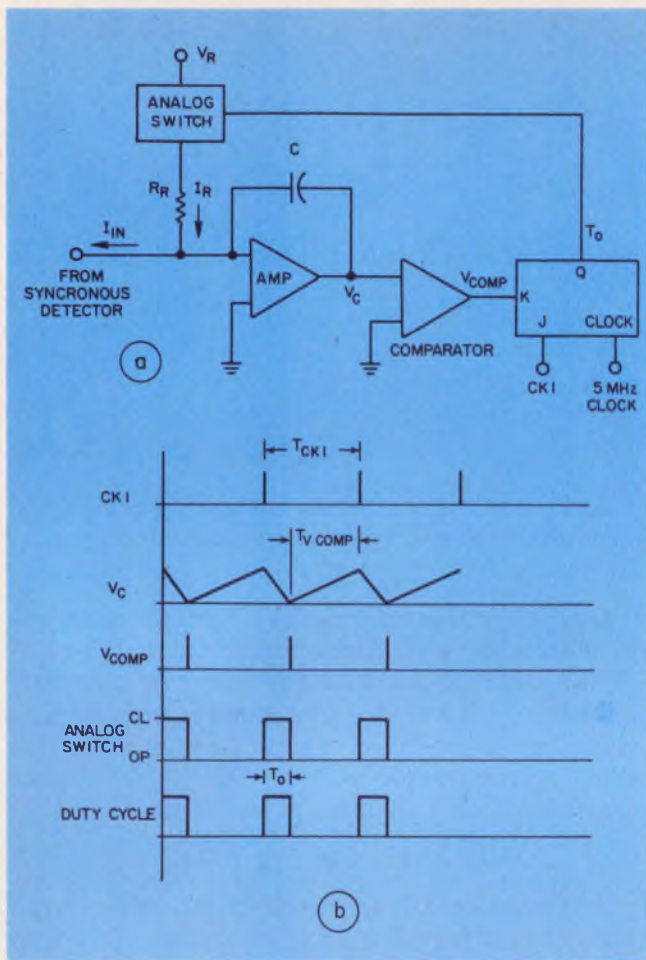 V_R
ANALOG
SWITCH
C
R_R
I_R
I_IN
T_O
FROM
SYNCRONOUS
DETECTOR
AMP
V_C
V_COMP
Q
K
J CLOCK
COMPARATOR
CK1
5 MHz
CLOCK
a
T_CK1
CK1
T_V COMP
V_C
V_COMP
ANALOG
SWITCH
CL
OP
T_O
DUTY CYCLE
b